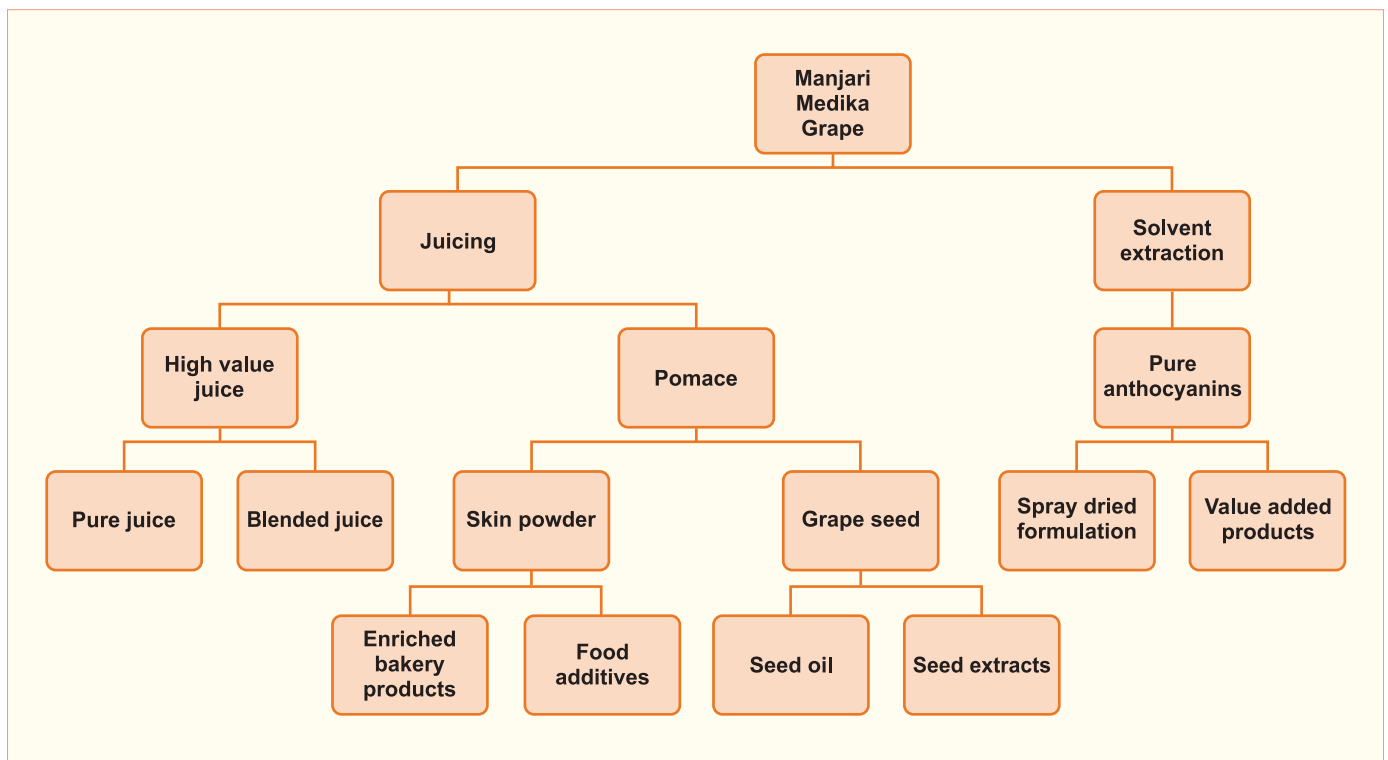 Manjari
Medika
Grape
Juicing
Solvent
extraction
High value
juice
Pomace
Pure
anthocyanins
Pure juice
Blended juice
Skin powder
Grape seed
Spray dried
formulation
Value added
products
Enriched
bakery
products
Food
additives
Seed oil
Seed extracts